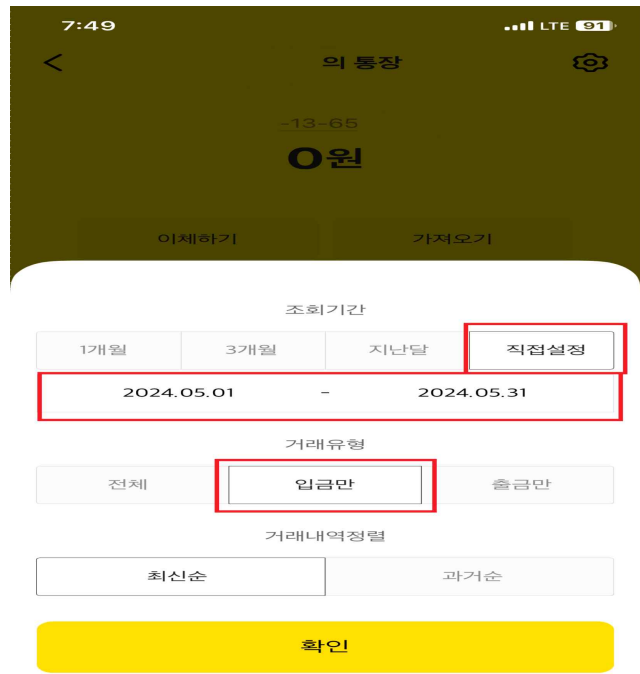 7:49 LTE 91
의 통장
-13-65
0원
이체하기 가져오기
조회기간
1개월 3개월 지난달 직접설정
2024.05.01 - 2024.05.31
거래유형
전체 입금만 출금만
거래내역정렬
최신순 과거순
확인